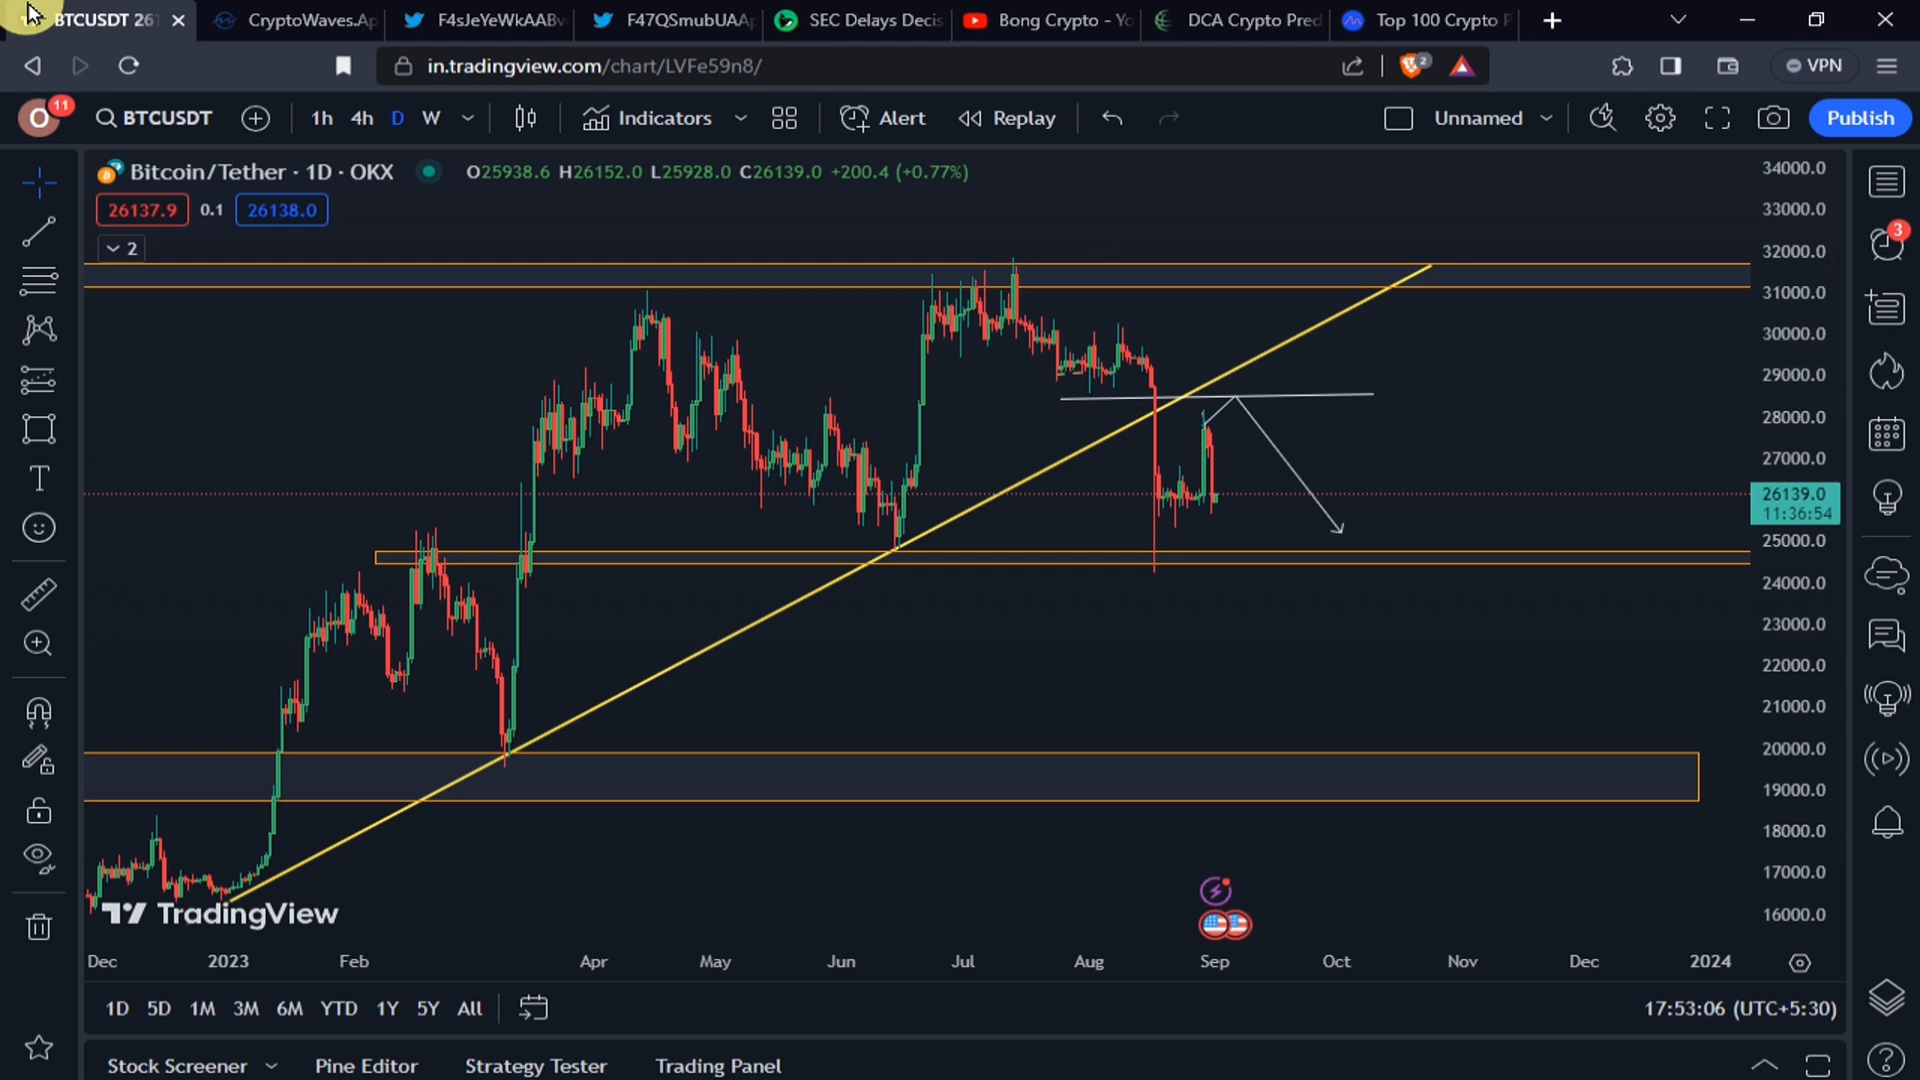 BTCUSDT 26
CryptoWaves.Ap
F4sJeYeWkAABv
F47QSmubUAA
SEC Delays Decis
Bong Crypto - Yo
DCA Crypto Pred
Top 100 Crypto P
in.tradingview.com/chart/LVFe59n8/
2
VPN
O
11
BTCUSDT
1h
4h
D
W
Indicators
Alert
Replay
Unnamed
Publish
Bitcoin/Tether · 1D · OKX
O25938.6 H26152.0 L25928.0 C26139.0 +200.4 (+0.77%)
26137.9
0.1
26138.0
2
34000.0
33000.0
32000.0
31000.0
30000.0
29000.0
28000.0
27000.0
26139.0
11:36:54
25000.0
24000.0
23000.0
22000.0
21000.0
20000.0
19000.0
18000.0
17000.0
16000.0
3
TradingView
Dec
2023
Feb
Apr
May
Jun
Jul
Aug
Sep
Oct
Nov
Dec
2024
1D
5D
1M
3M
6M
YTD
1Y
5Y
All
17:53:06 (UTC+5:30)
Stock Screener
Pine Editor
Strategy Tester
Trading Panel